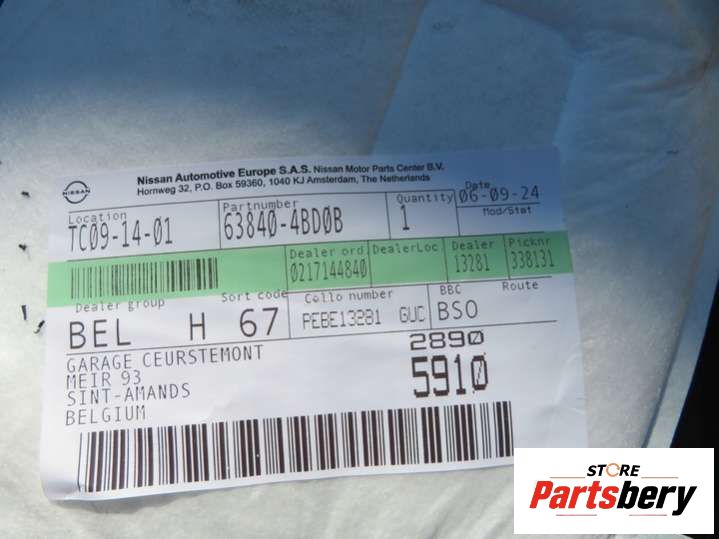 NISSAN
Nissan Automotive Europe S.A.S. Nissan Motor Parts Center B.V.
Hornweg 32, P.O. Box 59360, 1040 KJ Amsterdam, The Netherlands
Location Partnumber Quantity Date
TC09-14-01 63840-4BD0B 1 06-09-24
Mod/Stat
Dealer ord. DealerLoc Dealer Picknr
0217144840 13281 338131
Dealer group Sort code Collo number BBC Route
BEL H 67 PEBE13281 GUC BSO
GARAGE CEURSTEMONT 2890
MEIR 93 5910
SINT-AMANDS
BELGIUM
STORE
Partsbery